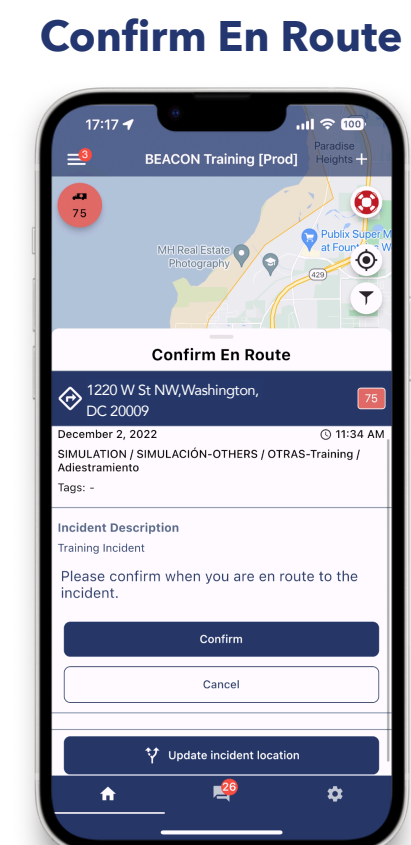 Confirm En Route
17:17
100
3
BEACON Training [Prod]
Paradise
Heights
75
MH Real Estate
Photography
Publix Super M
at Fount
W
429
Confirm En Route
1220 W St NW,Washington,
DC 20009
75
December 2, 2022
11:34 AM
SIMULATION / SIMULACIÓN-OTHERS / OTRAS-Training /
Adiestramiento
Tags: -
Incident Description
Training Incident
Please confirm when you are en route to the
incident.
Confirm
Cancel
Update incident location
26